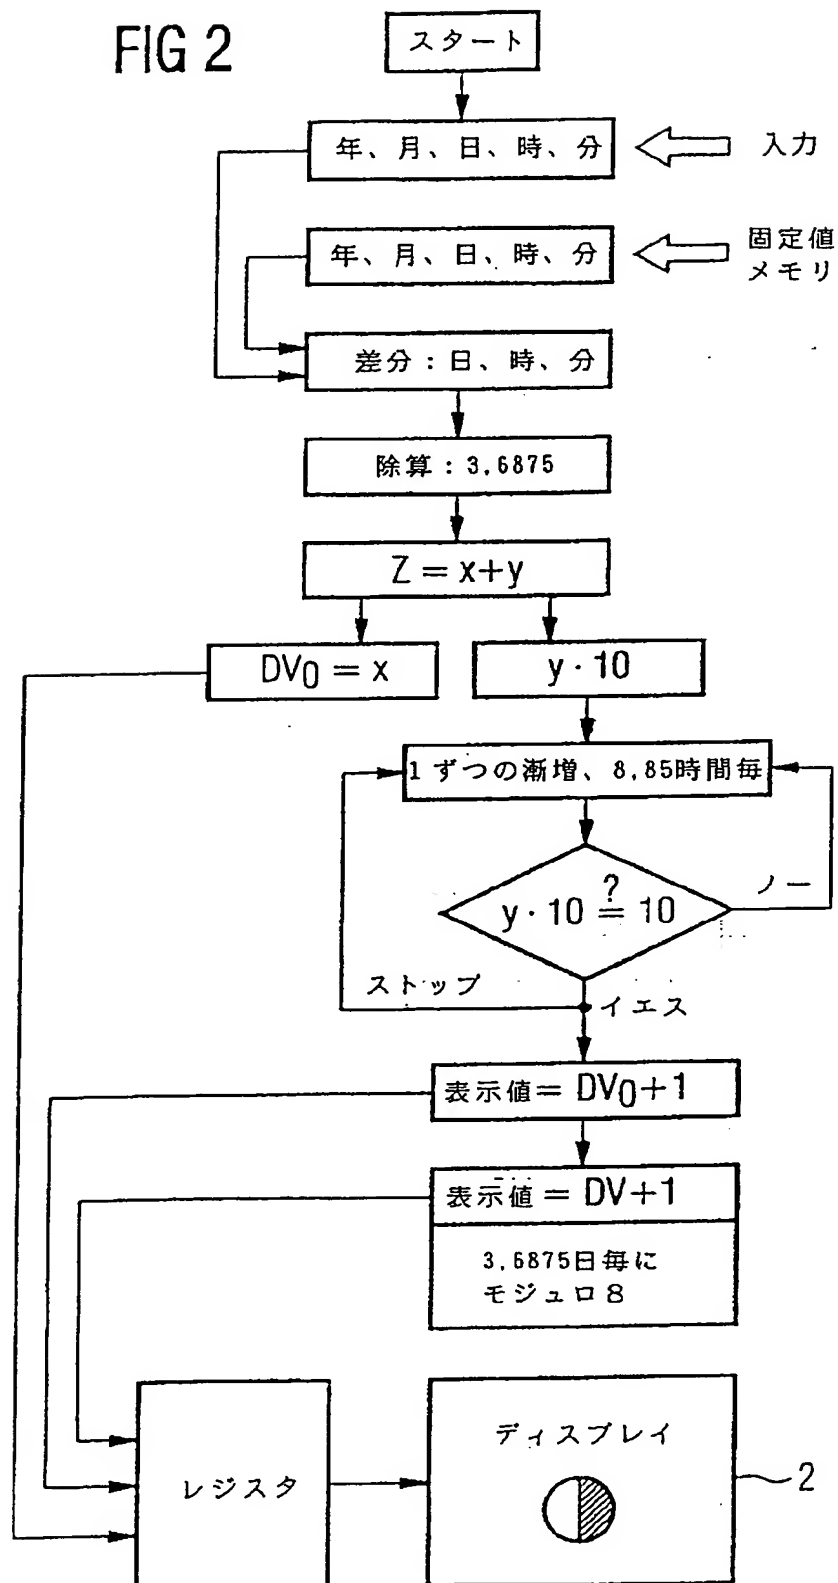 FIG 2
スタート
年、月、日、時、分
入力
年、月、日、時、分
固定値
メモリ
差分:日、時、分
除算:3,6875
Z = x+y
DV0 = x
y · 10
1ずつの漸増、8,85時間毎
?
y · 10 = 10
ノー
ストップ
イエス
表示値= DV0+1
表示値 = DV+1
3,6875日毎に
モジュロ8
ディスプレイ
レジスタ
2